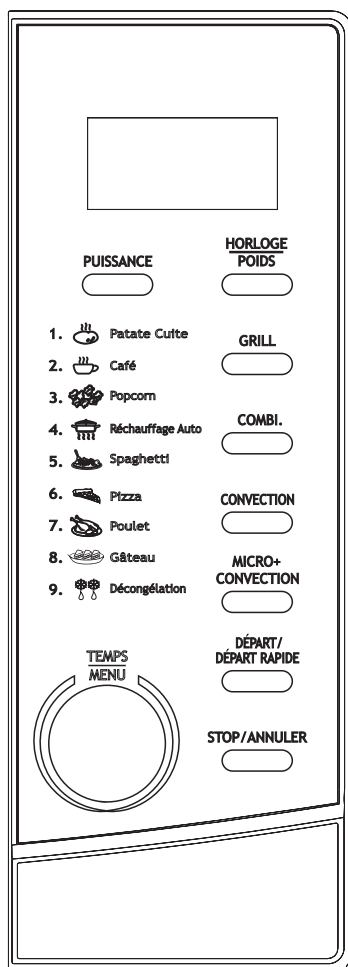 PUISSANCE
HORLOGE
POIDS
1. Patate Cuite
2. Café
3. Popcorn
4. Réchauffage Auto
5. Spaghetti
6. Pizza
7. Poulet
8. Gâteau
9. Décongélation
GRILL
COMBI.
CONVECTION
MICRO+
CONVECTION
DÉPART/
DÉPART RAPIDE
TEMPS
MENU
STOP/ANNULER